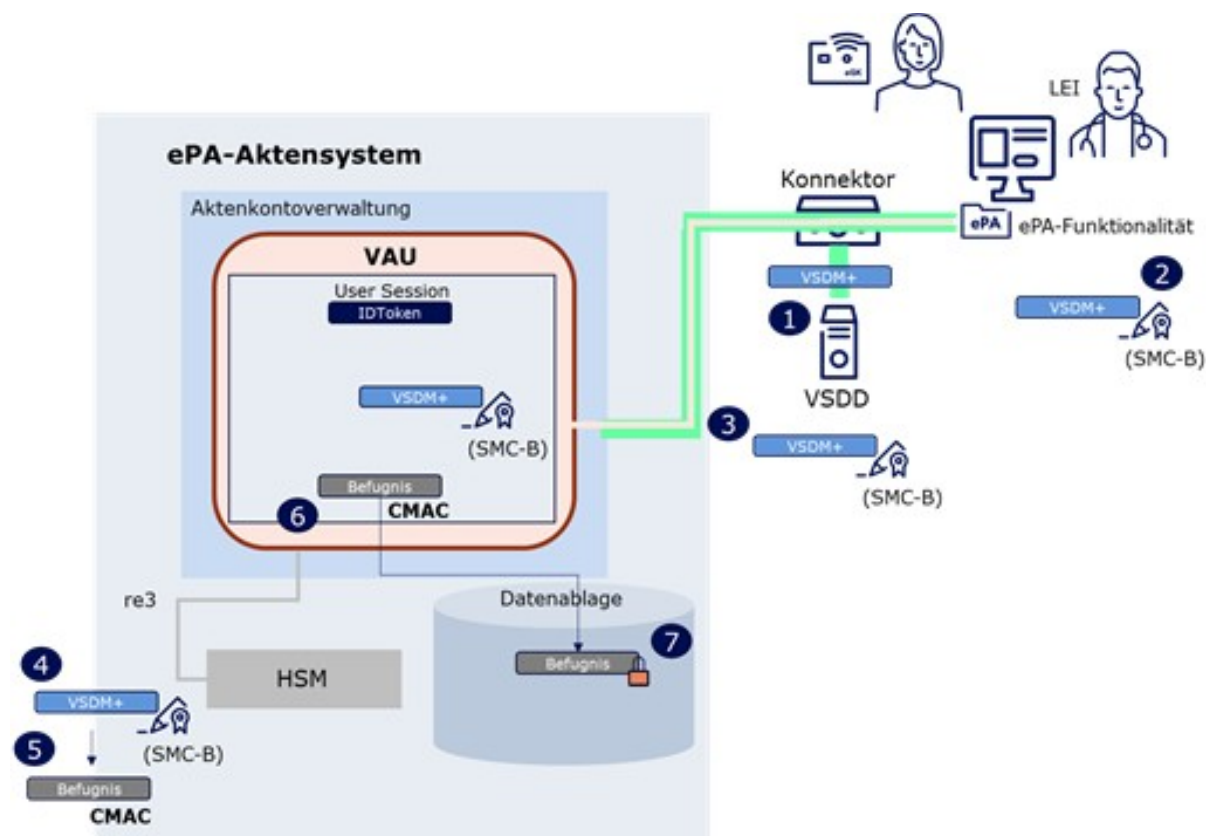 eGK
LEI
ePA-Aktensystem
Konnektor
Aktenkontoverwaltung
ePA
ePA-Funktionalität
VAU
VSDM+
2
User Session
IDToken
1
VSDM+
(SMC-B)
VSDM+
VSDD
3
(SMC-B)
VSDM+
Befugnis
(SMC-B)
6
CMAC
re3
Datenablage
7
4
HSM
Befugnis
VSDM+
5
(SMC-B)
Befugnis
CMAC